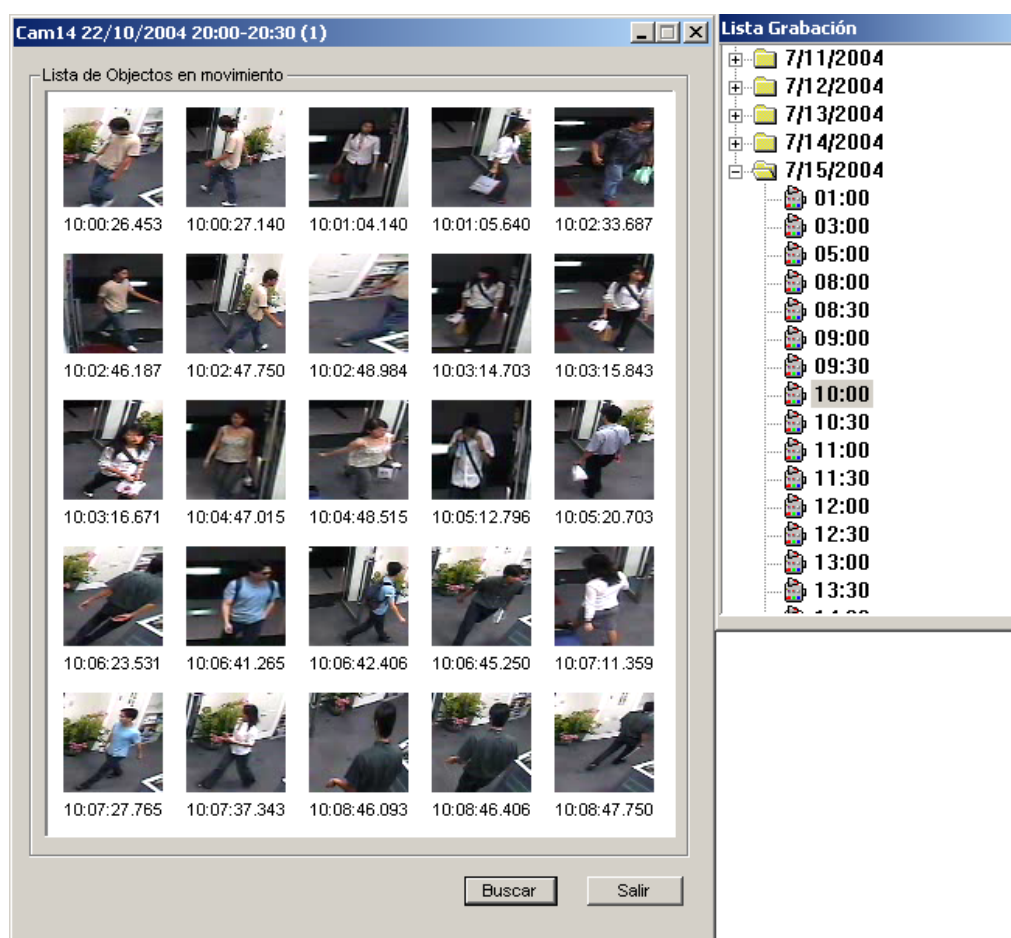 Cam14 22/10/2004 20:00-20:30 (1)
Lista de Objectos en movimiento
10:00:26.453 10:00:27.140 10:01:04.140 10:01:05.640 10:02:33.687
10:02:46.187 10:02:47.750 10:02:48.984 10:03:14.703 10:03:15.843
10:03:16.671 10:04:47.015 10:04:48.515 10:05:12.796 10:05:20.703
10:06:23.531 10:06:41.265 10:06:42.406 10:06:45.250 10:07:11.359
10:07:27.765 10:07:37.343 10:08:46.093 10:08:46.406 10:08:47.750
Buscar Salir
Lista Grabación
7/11/2004
7/12/2004
7/13/2004
7/14/2004
7/15/2004
01:00
03:00
05:00
08:00
08:30
09:00
09:30
10:00
10:30
11:00
11:30
12:00
12:30
13:00
13:30